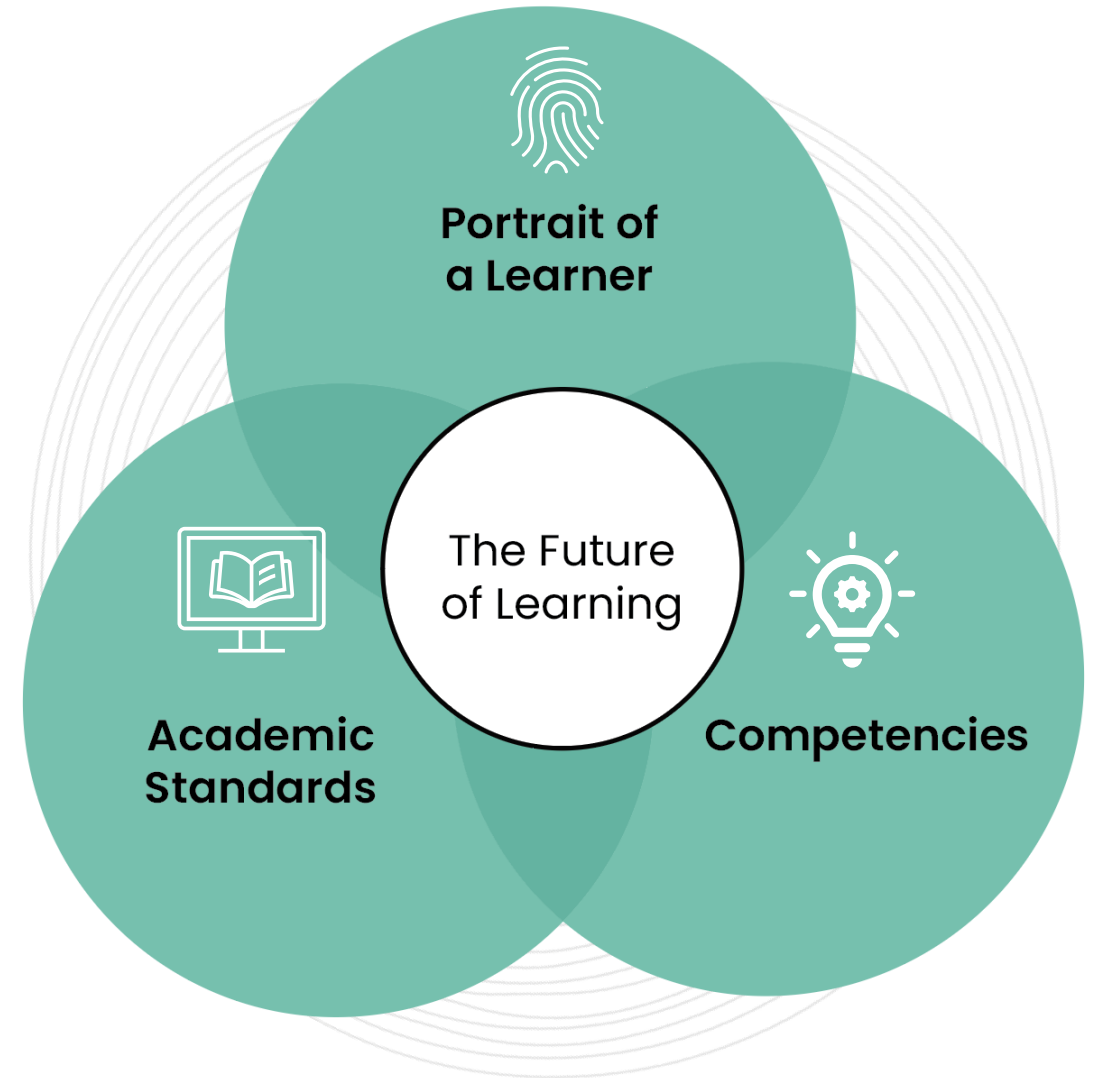 Portrait of
a Learner
The Future
of Learning
Academic
Standards
Competencies